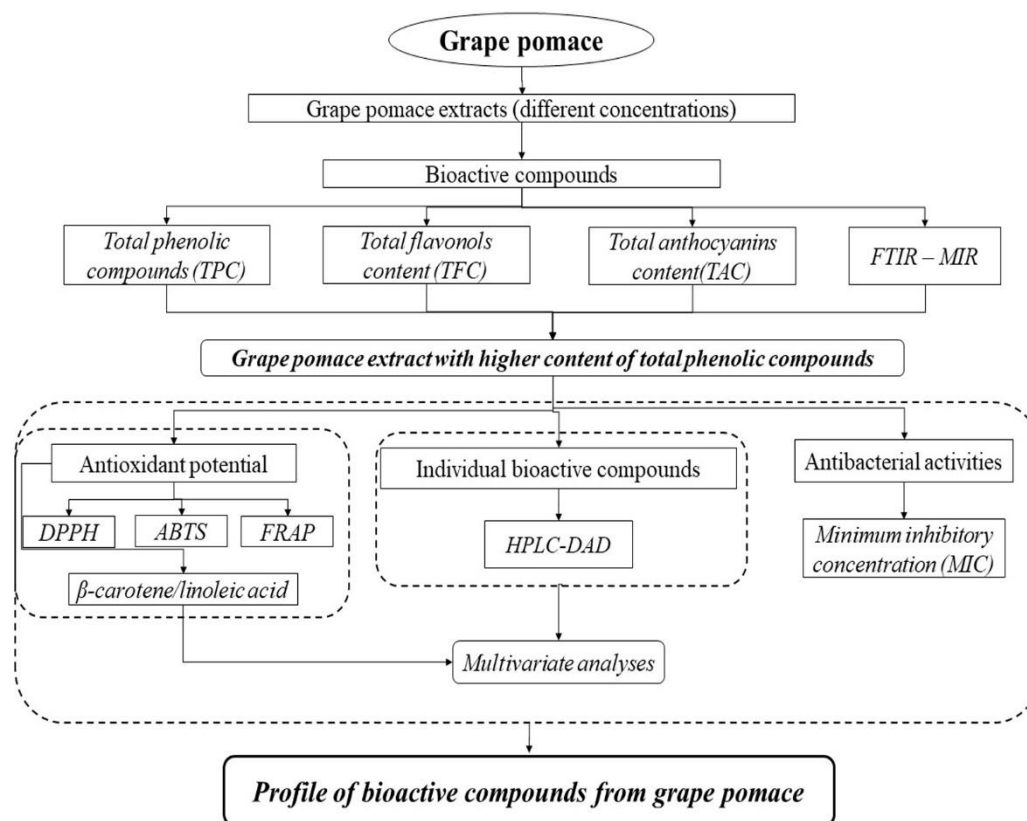 Grape pomace
Grape pomace extracts (different concentrations)
Bioactive compounds
Total phenolic
compounds (TPC)
Total flavonols
content (TFC)
Total anthocyanins
content(TAC)
FTIR – MIR
Grape pomace extract with higher content of total phenolic compounds
Antioxidant potential
DPPH
ABTS
FRAP
β-carotene/linoleic acid
Individual bioactive compounds
HPLC-DAD
Antibacterial activities
Minimum inhibitory
concentration (MIC)
Multivariate analyses
Profile of bioactive compounds from grape pomace